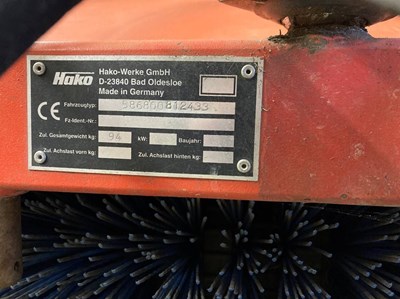 Hako
Hako-Werke GmbH
D-23840 Bad Oldesloe
Made in Germany
CE
Fahrzeugtyp:
Fz-Ident.-Nr.:
Zul. Gesamtgewicht kg: 94 kW: Baujahr:
Zul. Achslast vorn kg: Zul. Achslast hinten kg: